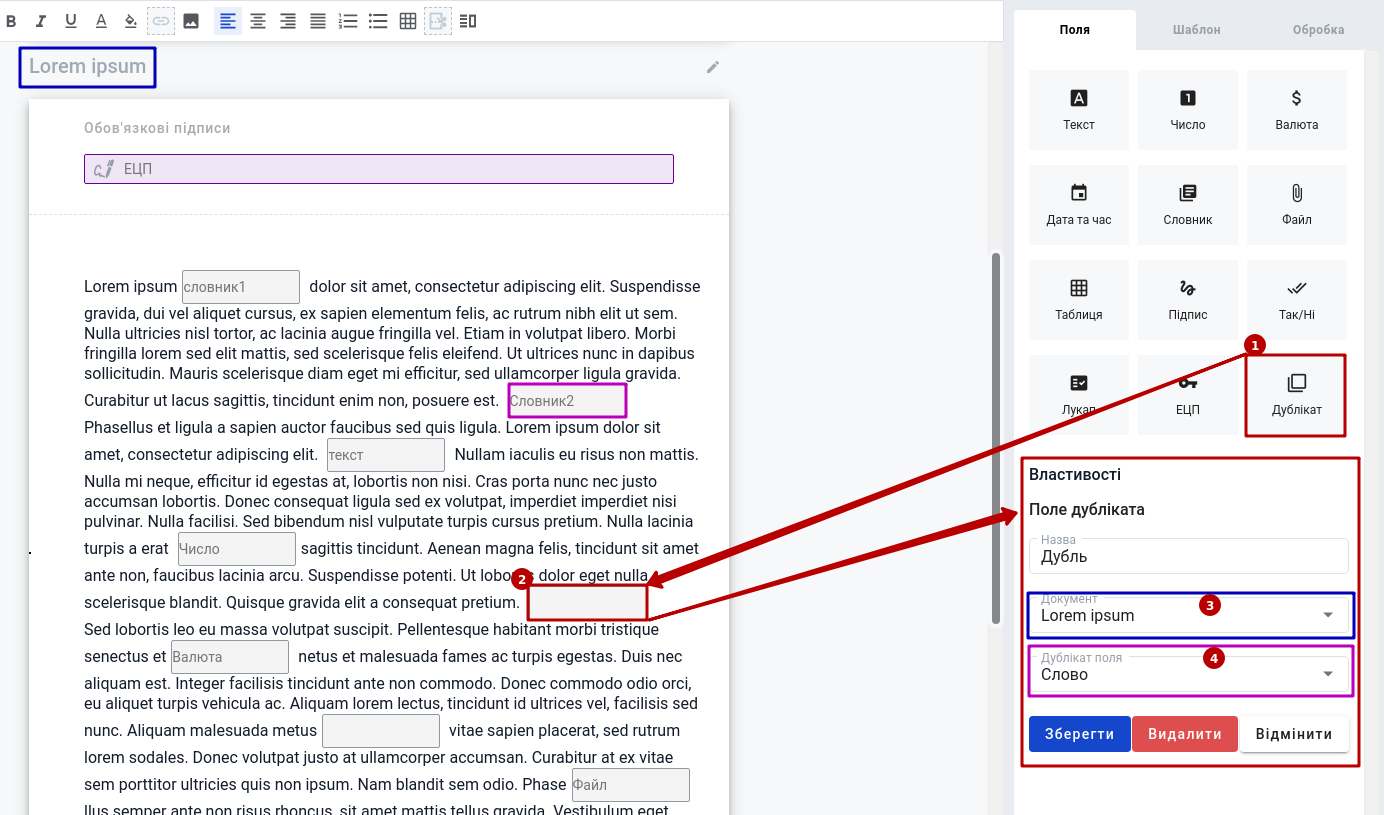 Lorem ipsum
Обов'язкові підписи
ЕЦП
Lorem ipsum словник1 dolor sit amet, consectetur adipiscing elit. Suspendisse
gravida, dui vel aliquet cursus, ex sapien elementum felis, ac rutrum nibh elit ut sem.
Nulla ultricies nisl tortor, ac lacinia augue fringilla vel. Etiam in volutpat libero. Morbi
fringilla lorem sed elit mattis, sed scelerisque felis eleifend. Ut ultrices nunc in dapibus
sollicitudin. Mauris scelerisque diam eget mi efficitur, sed ullamcorper ligula gravida.
Curabitur ut lacus sagittis, tincidunt enim non, posuere est. Словник2
Phasellus et ligula a sapien auctor faucibus sed quis ligula. Lorem ipsum dolor sit
amet, consectetur adipiscing elit. текст Nullam iaculis eu risus non mattis.
Nulla mi neque, efficitur id egestas at, lobortis non nisi. Cras porta nunc nec justo
accumsan lobortis. Donec consequat ligula sed ex volutpat, imperdiet imperdiet nisi
pulvinar. Nulla facilisi. Sed bibendum nisl vulputate turpis cursus pretium. Nulla lacinia
turpis a erat Число sagittis tincidunt. Aenean magna felis, tincidunt sit amet
ante non, faucibus lacinia arcu. Suspendisse potenti. Ut lobortis dolor eget nulla
2
scelerisque blandit. Quisque gravida elit a consequat pretium.
Sed lobortis leo eu massa volutpat suscipit. Pellentesque habitant morbi tristique
senectus et Валюта netus et malesuada fames ac turpis egestas. Duis nec
aliquam est. Integer facilisis tincidunt ante non commodo. Donec commodo odio orci,
eu aliquet turpis vehicula ac. Aliquam lorem lectus, tincidunt id ultrices vel, facilisis sed
nunc. Aliquam malesuada metus vitae sapien placerat, sed rutrum
lorem sodales. Donec volutpat justo at ullamcorper accumsan. Curabitur at ex vitae
sem porttitor ultricies quis non ipsum. Nam blandit sem odio. Phase Файл
llus semper ante non risus rhoncus, sit amet mattis tellus gravida. Vestibulum eget
Поля Шаблон Обробка
Текст Число Валюта
Дата та час Словник Файл
Таблиця Підпис Так/Ні
1
Лукап ЕЦП Дублікат
Властивості
Поле дубліката
Назва
Дубль
Документ
3
Lorem ipsum
Дублікат поля
4
Слово
Зберегти Видалити Відмінити